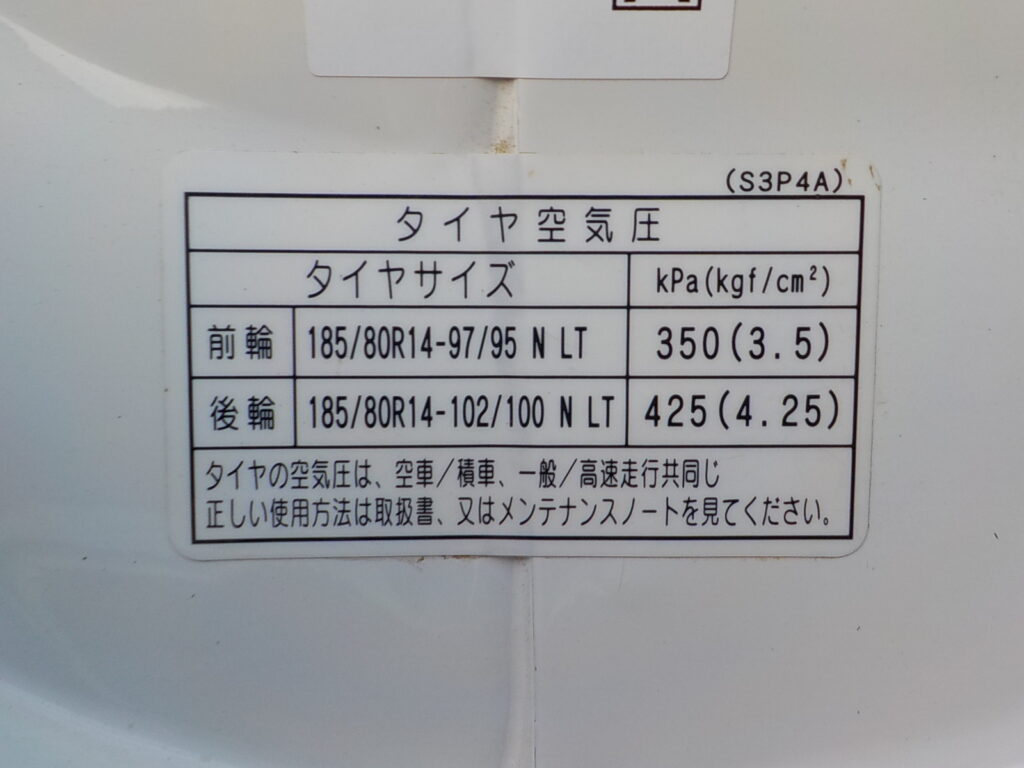 (S3P4A)
タイヤ空気圧
タイヤサイズ kPa(kgf/cm²)
前輪 185/80R14-97/95 N LT 350(3.5)
後輪 185/80R14-102/100 N LT 425(4.25)
タイヤの空気圧は、空車/積車、一般/高速走行共同じ
正しい使用方法は取扱書、又はメンテナンスノートを見てください。